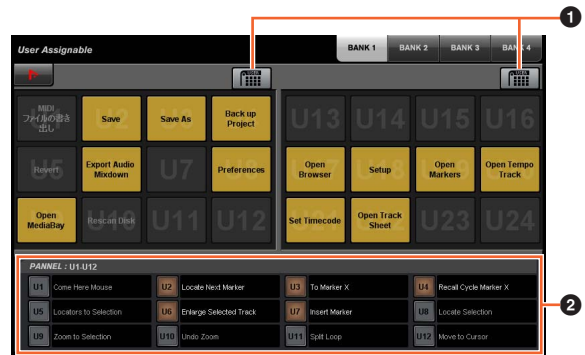 1
User Assignable
BANK 1
BANK 2
BANK 3
BANK 4
USER
USER
MIDI
ファイルの書き
出し
U2
Save
Save As
Back up
Project
U13
U14
U15
U16
Revert
U5
Export Audio
Mixdown
U7
Preferences
Open
Browser
U18
Setup
Open
Markers
Open Tempo
Track
Open
MediaBay
U10
Rescan Disk
U11
U12
Set Timecode
Open Track
Sheet
U23
U24
PANNEL : U1-U12
U1 Come Here Mouse
U2 Locate Next Marker
U3 To Marker X
U4 Recall Cycle Marker X
U5 Locators to Selection
U6 Enlarge Selected Track
U7 Insert Marker
U8 Locate Selection
U9 Zoom to Selection
U10 Undo Zoom
U11 Split Loop
U12 Move to Cursor
2